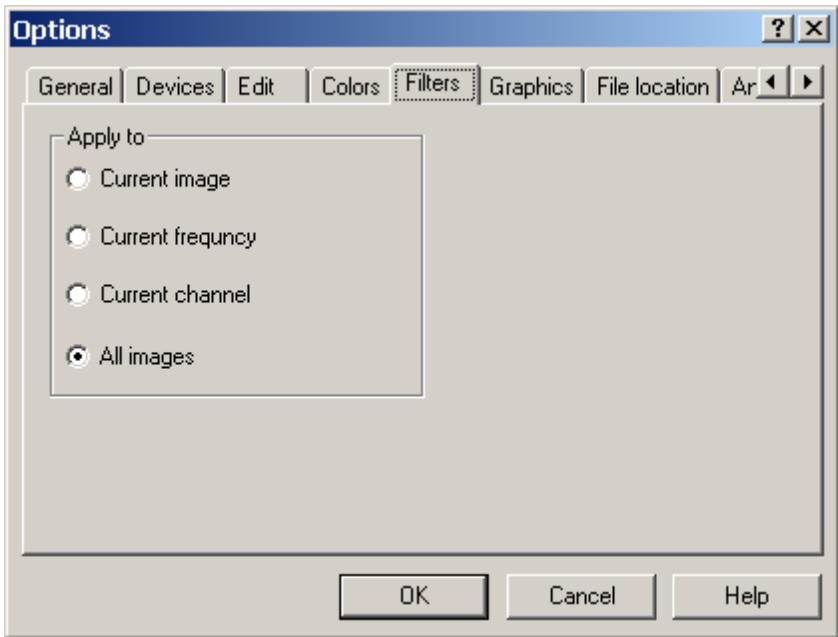 Options
General Devices Edit Colors Filters Graphics File location Ar
Apply to
Current image
Current frequncy
Current channel
All images
OK Cancel Help